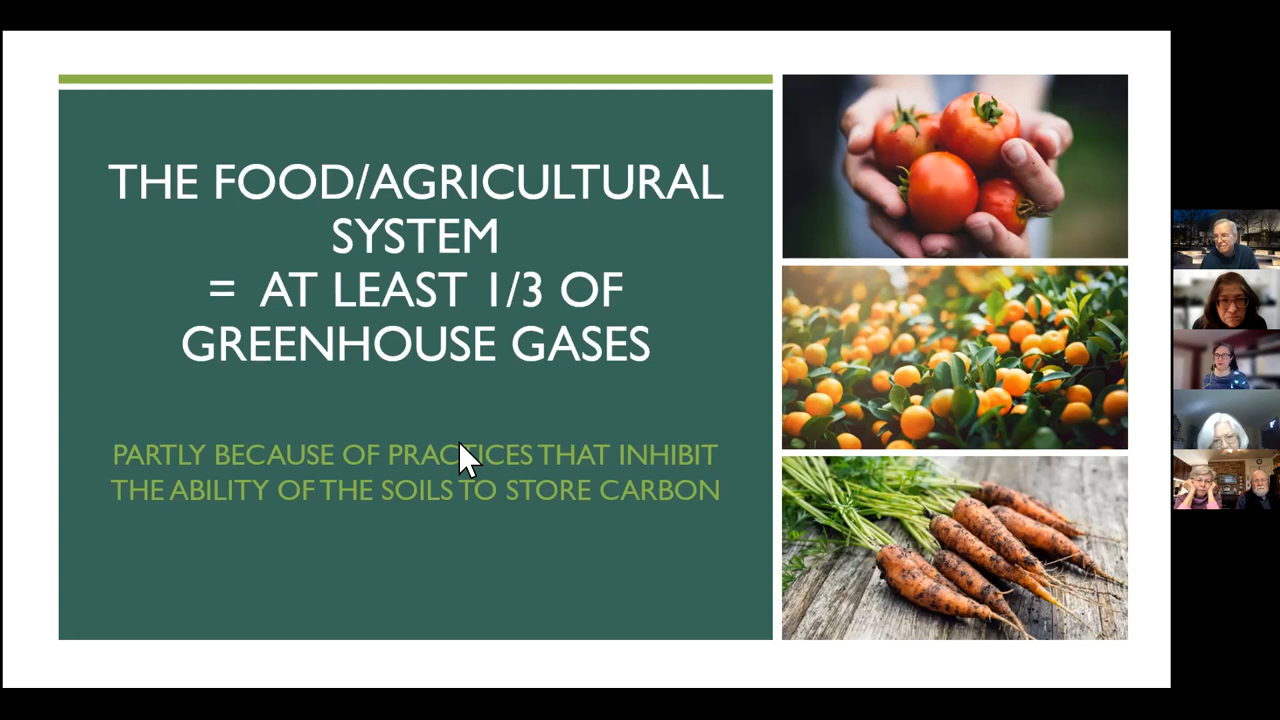 THE FOOD/AGRICULTURAL
SYSTEM
= AT LEAST 1/3 OF
GREENHOUSE GASES
PARTLY BECAUSE OF PRACTICES THAT INHIBIT
THE ABILITY OF THE SOILS TO STORE CARBON